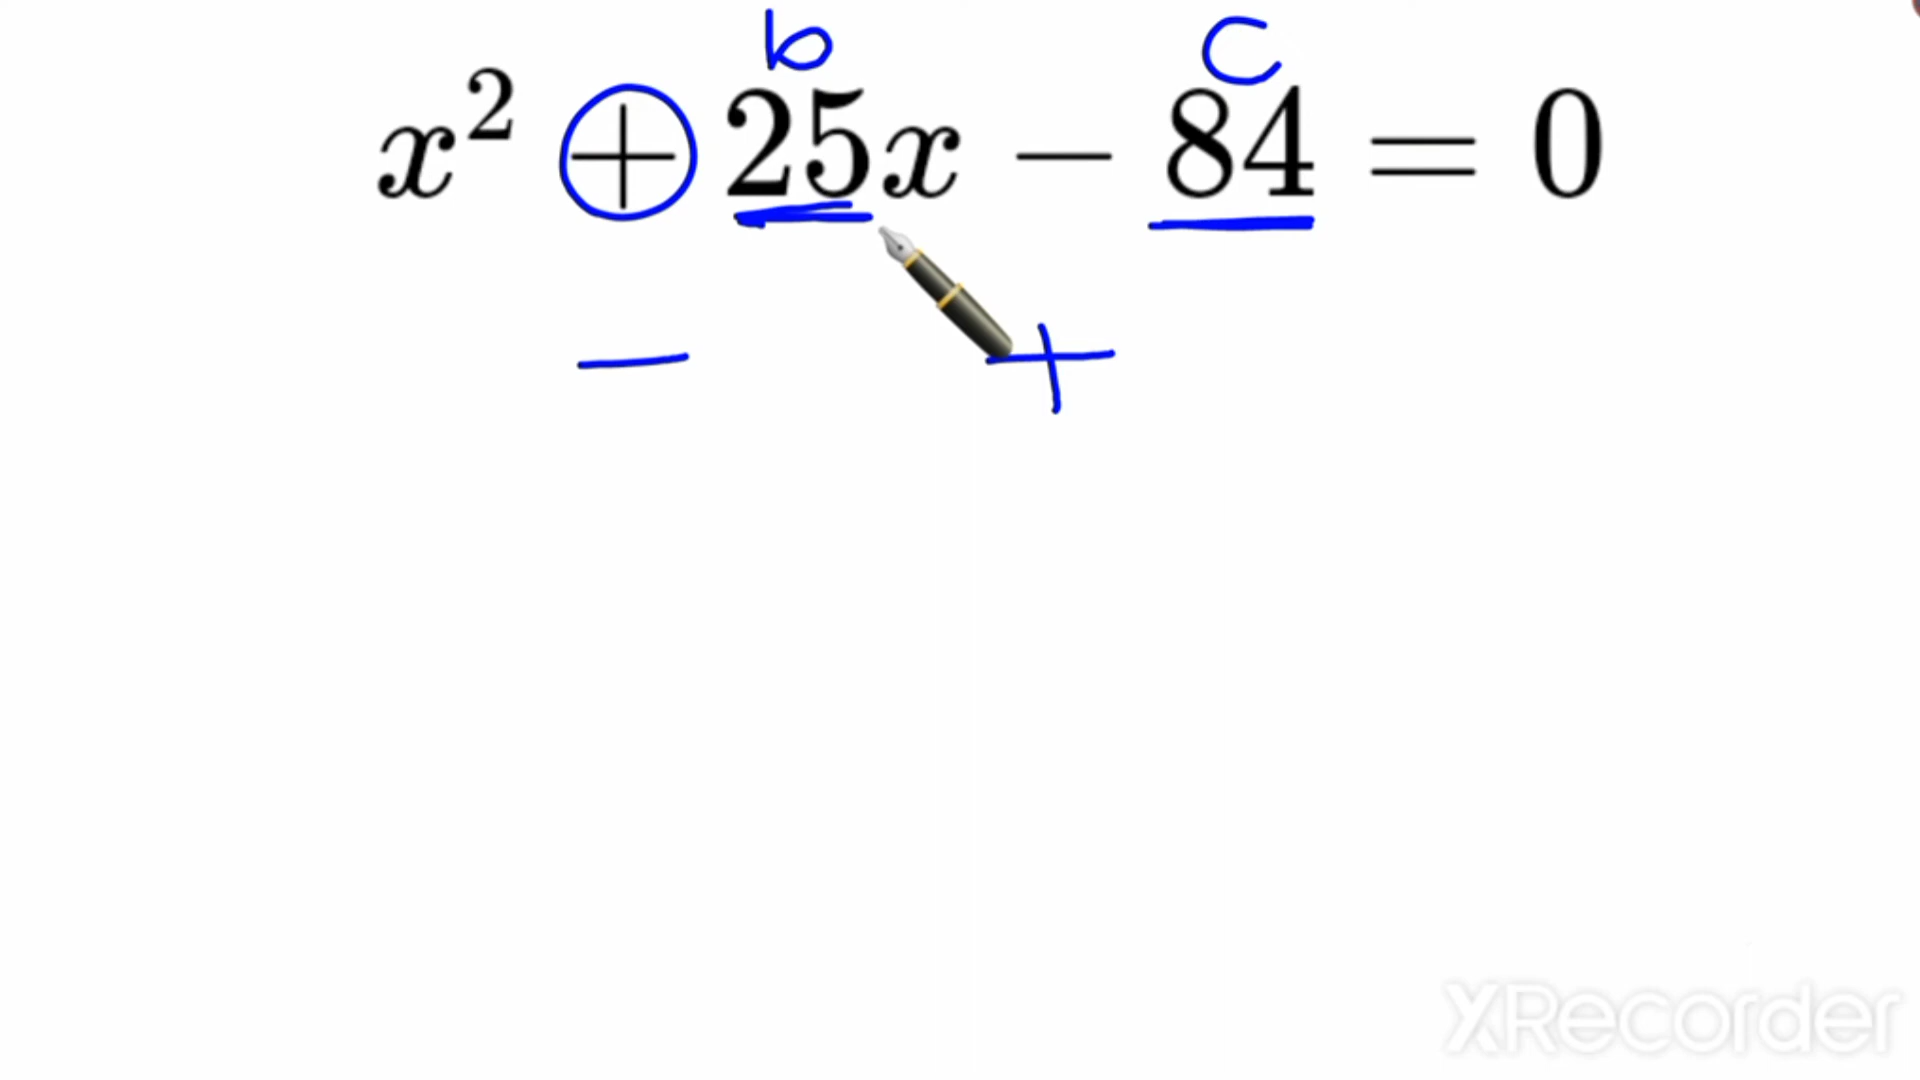 b c
x² + 25x − 84 = 0
− +
XRecorder